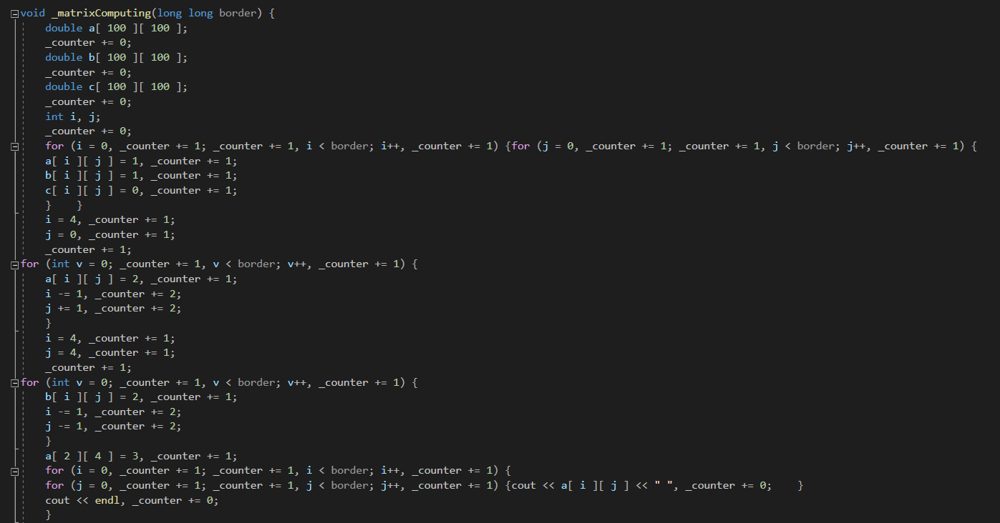 void _matrixComputing(long long border) {
double a[ 100 ][ 100 ];
_counter += 0;
double b[ 100 ][ 100 ];
_counter += 0;
double c[ 100 ][ 100 ];
_counter += 0;
int i, j;
_counter += 0;
for (i = 0, _counter += 1; _counter += 1, i < border; i++, _counter += 1) {for (j = 0, _counter += 1; _counter += 1, j < border; j++, _counter += 1) {
a[ i ][ j ] = 1, _counter += 1;
b[ i ][ j ] = 1, _counter += 1;
c[ i ][ j ] = 0, _counter += 1;
}    }
i = 4, _counter += 1;
j = 0, _counter += 1;
_counter += 1;
for (int v = 0; _counter += 1, v < border; v++, _counter += 1) {
a[ i ][ j ] = 2, _counter += 1;
i -= 1, _counter += 2;
j += 1, _counter += 2;
}
i = 4, _counter += 1;
j = 4, _counter += 1;
_counter += 1;
for (int v = 0; _counter += 1, v < border; v++, _counter += 1) {
b[ i ][ j ] = 2, _counter += 1;
i -= 1, _counter += 2;
j -= 1, _counter += 2;
}
a[ 2 ][ 4 ] = 3, _counter += 1;
for (i = 0, _counter += 1; _counter += 1, i < border; i++, _counter += 1) {
for (j = 0, _counter += 1; _counter += 1, j < border; j++, _counter += 1) {cout << a[ i ][ j ] << " ", _counter += 0;    }
cout << endl, _counter += 0;
}